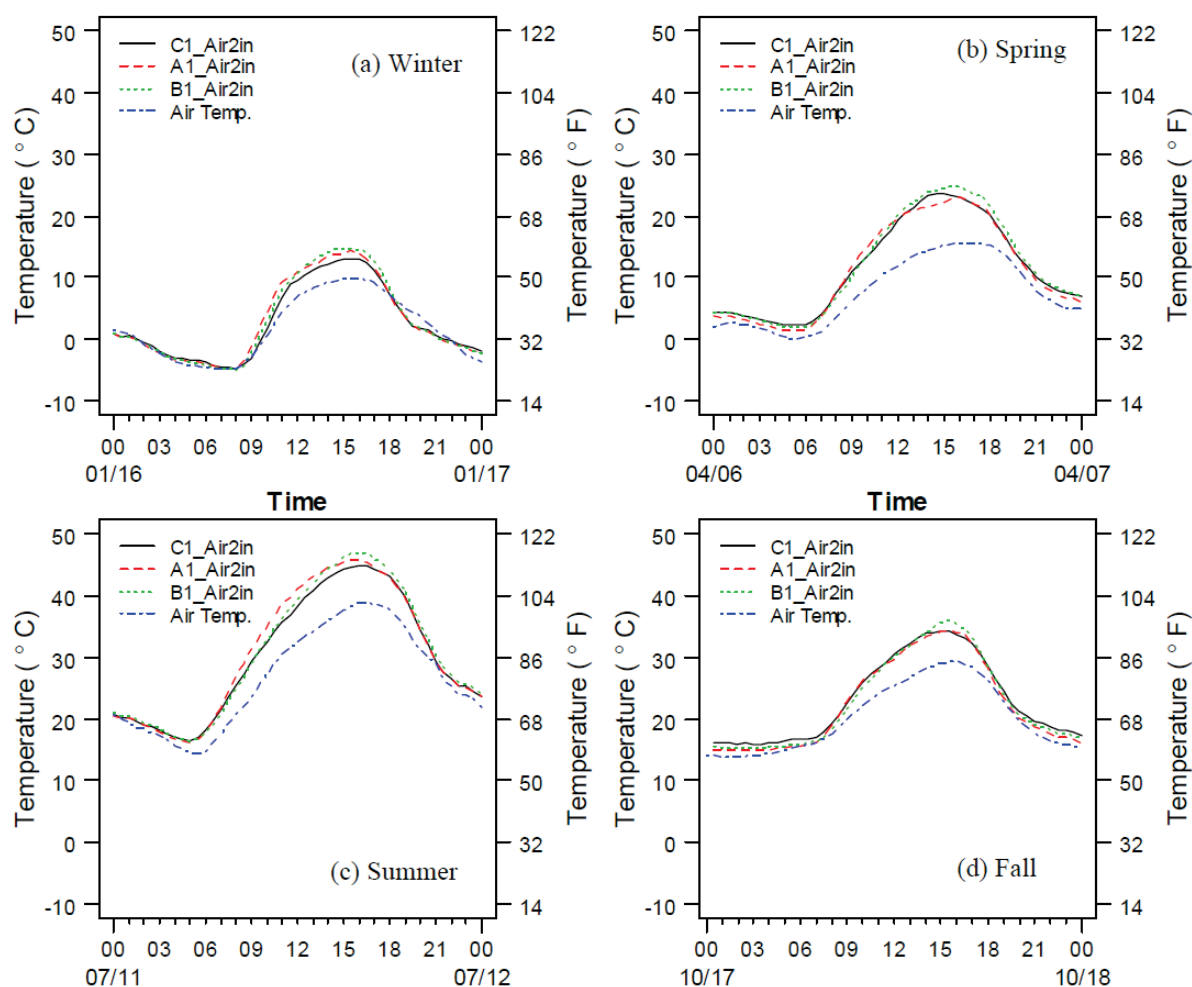 C1_Air2in
A1_Air2in
B1_Air2in
Air Temp.
(a) Winter
50
40
30
20
10
0
-10
Temperature ( ° C)
122
104
86
68
50
32
14
Temperature ( ° F)
00 03 06 09 12 15 18 21 00
01/16 01/17
Time
C1_Air2in
A1_Air2in
B1_Air2in
Air Temp.
(b) Spring
50
40
30
20
10
0
-10
Temperature ( ° C)
122
104
86
68
50
32
14
Temperature ( ° F)
00 03 06 09 12 15 18 21 00
04/06 04/07
Time
C1_Air2in
A1_Air2in
B1_Air2in
Air Temp.
(c) Summer
50
40
30
20
10
0
-10
Temperature ( ° C)
122
104
86
68
50
32
14
Temperature ( ° F)
00 03 06 09 12 15 18 21 00
07/11 07/12
C1_Air2in
A1_Air2in
B1_Air2in
Air Temp.
(d) Fall
50
40
30
20
10
0
-10
Temperature ( ° C)
122
104
86
68
50
32
14
Temperature ( ° F)
00 03 06 09 12 15 18 21 00
10/17 10/18